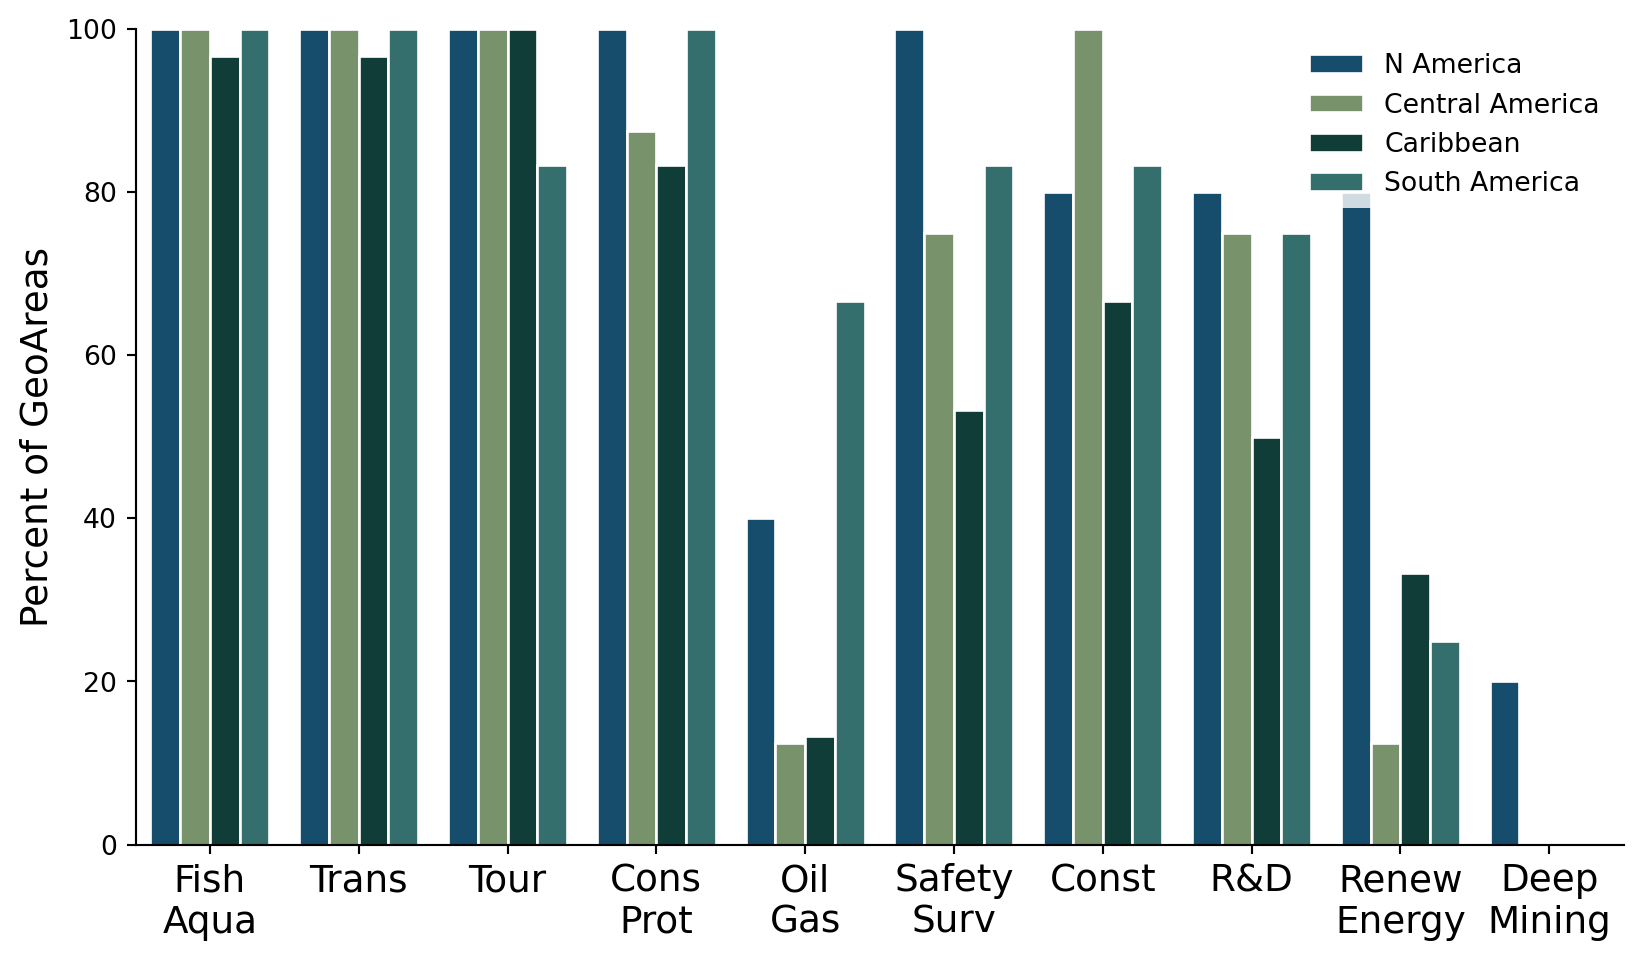 100
80
60
40
20
0
Percent of GeoAreas
N America
Central America
Caribbean
South America
Fish
Aqua
Trans
Tour
Cons
Prot
Oil
Gas
Safety
Surv
Const
R&D
Renew
Energy
Deep
Mining